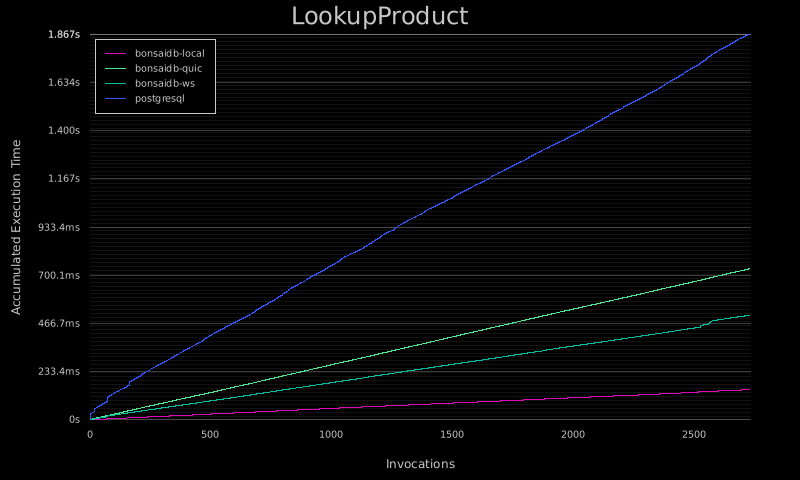 LookupProduct
1.867s
bonsaidb-local
bonsaidb-quic
1.634s
bonsaidb-ws
postgresql
1.400s
1.167s
Accumulated Execution Time
933.4ms
700.1ms
466.7ms
233.4ms
0s
0 500 1000 1500 2000 2500
Invocations